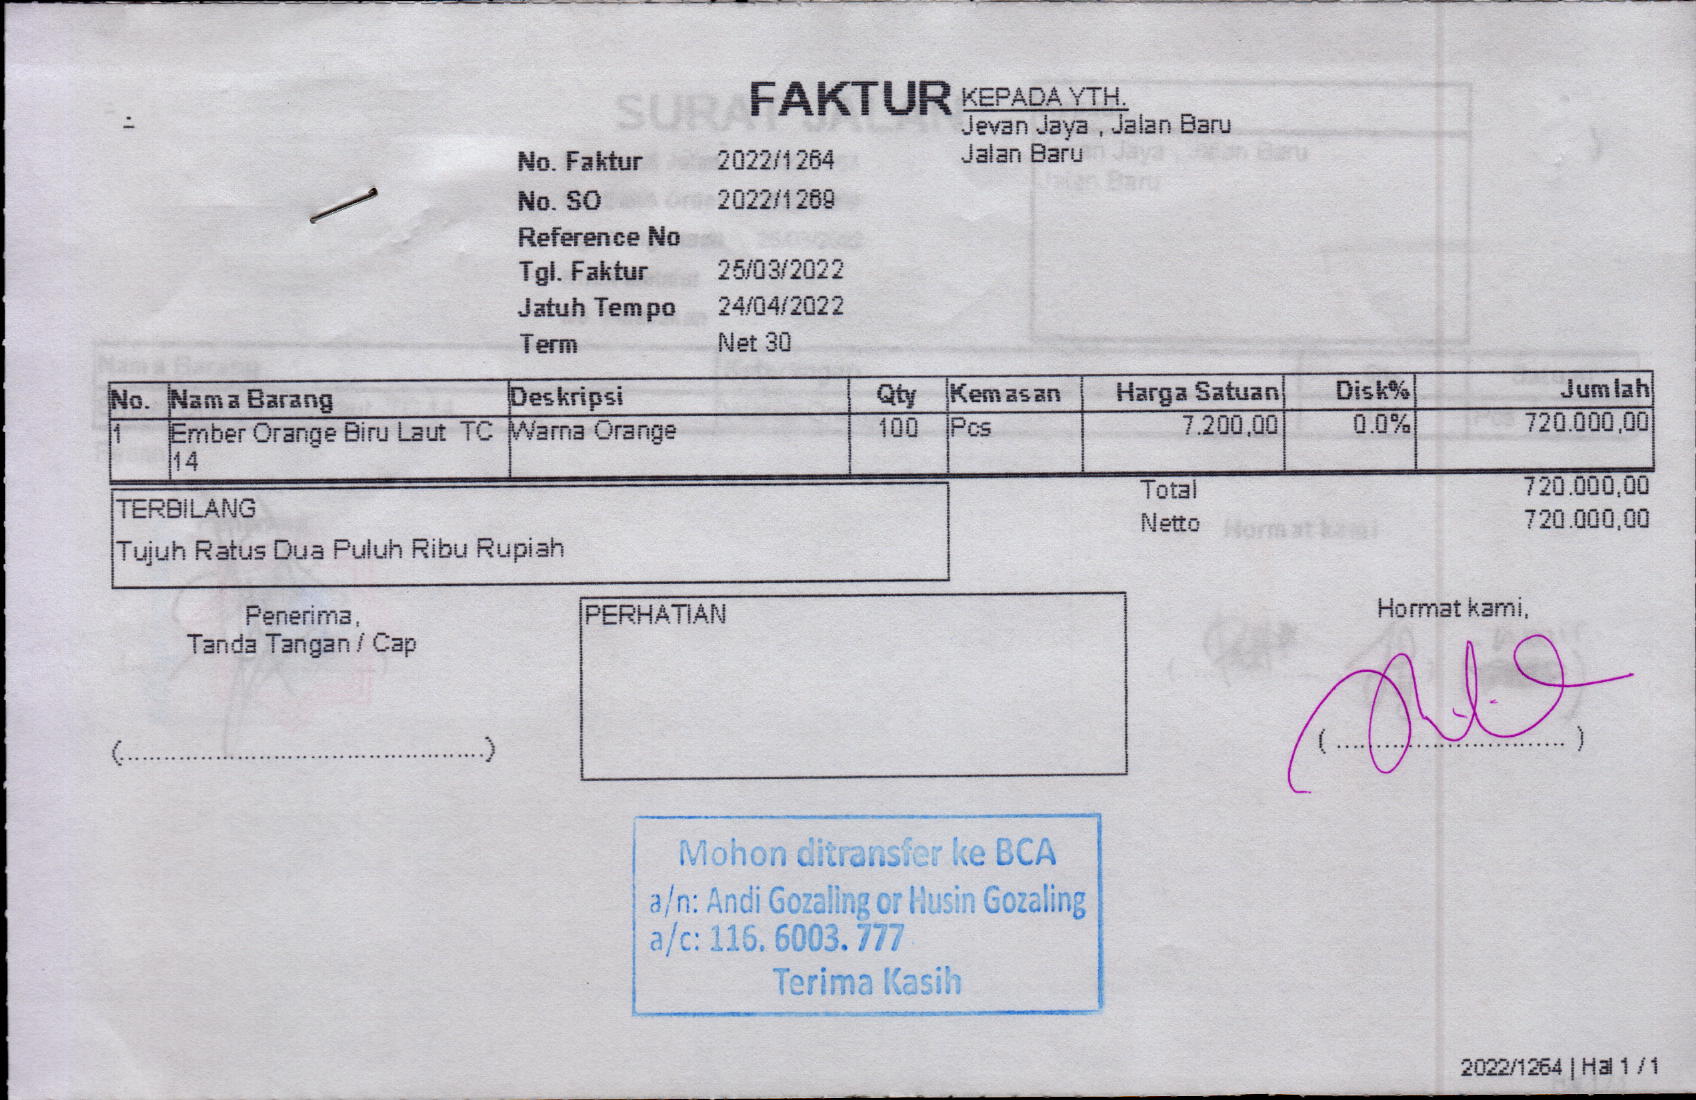 FAKTUR
KEPADA YTH.
Jevan Jaya , Jalan Baru
Jalan Baru
No. Faktur 2022/1264
No. SO 2022/1269
Reference No
Tgl. Faktur 25/03/2022
Jatuh Tempo 24/04/2022
Term Net 30
No. Nama Barang Deskripsi Qty Kemasan Harga Satuan Disk% Jumlah
1 Ember Orange Biru Laut TC Warna Orange 100 Pcs 7.200,00 0.0% 720.000,00
14
Total 720.000,00
Netto 720.000,00
TERBILANG
Tujuh Ratus Dua Puluh Ribu Rupiah
Penerima,
Tanda Tangan / Cap
(........................................................)
PERHATIAN
Hormat kami,
( ................................ )
Mohon ditransfer ke BCA
a/n: Andi Gozaling or Husin Gozaling
a/c: 116. 6003. 777
Terima Kasih
2022/1264 | Hal 1 / 1